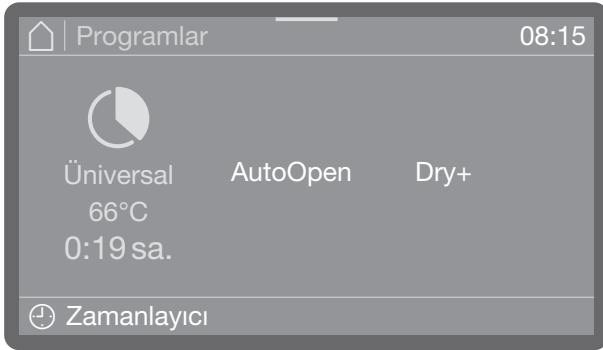 Programlar 08:15
Üniversal AutoOpen Dry+
66°C
0:19 sa.
Zamanlayıcı